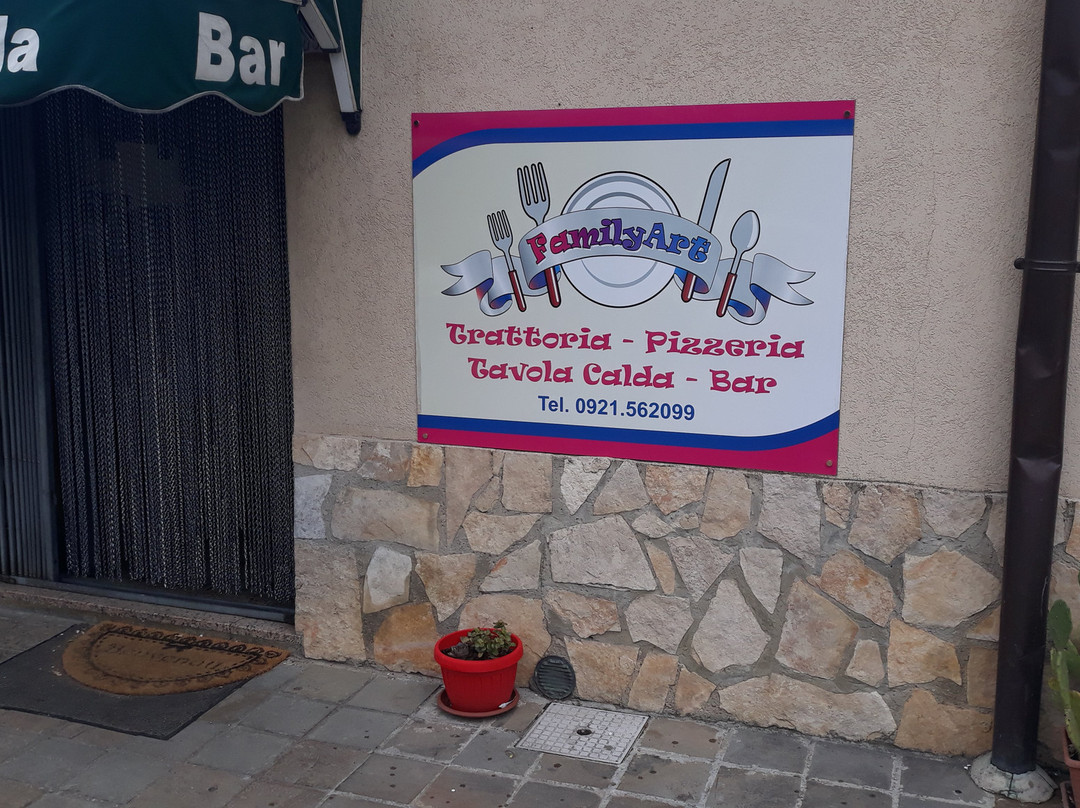 Bar
FamilyArt
Trattoria - Pizzeria
Tavola Calda - Bar
Tel. 0921.562099